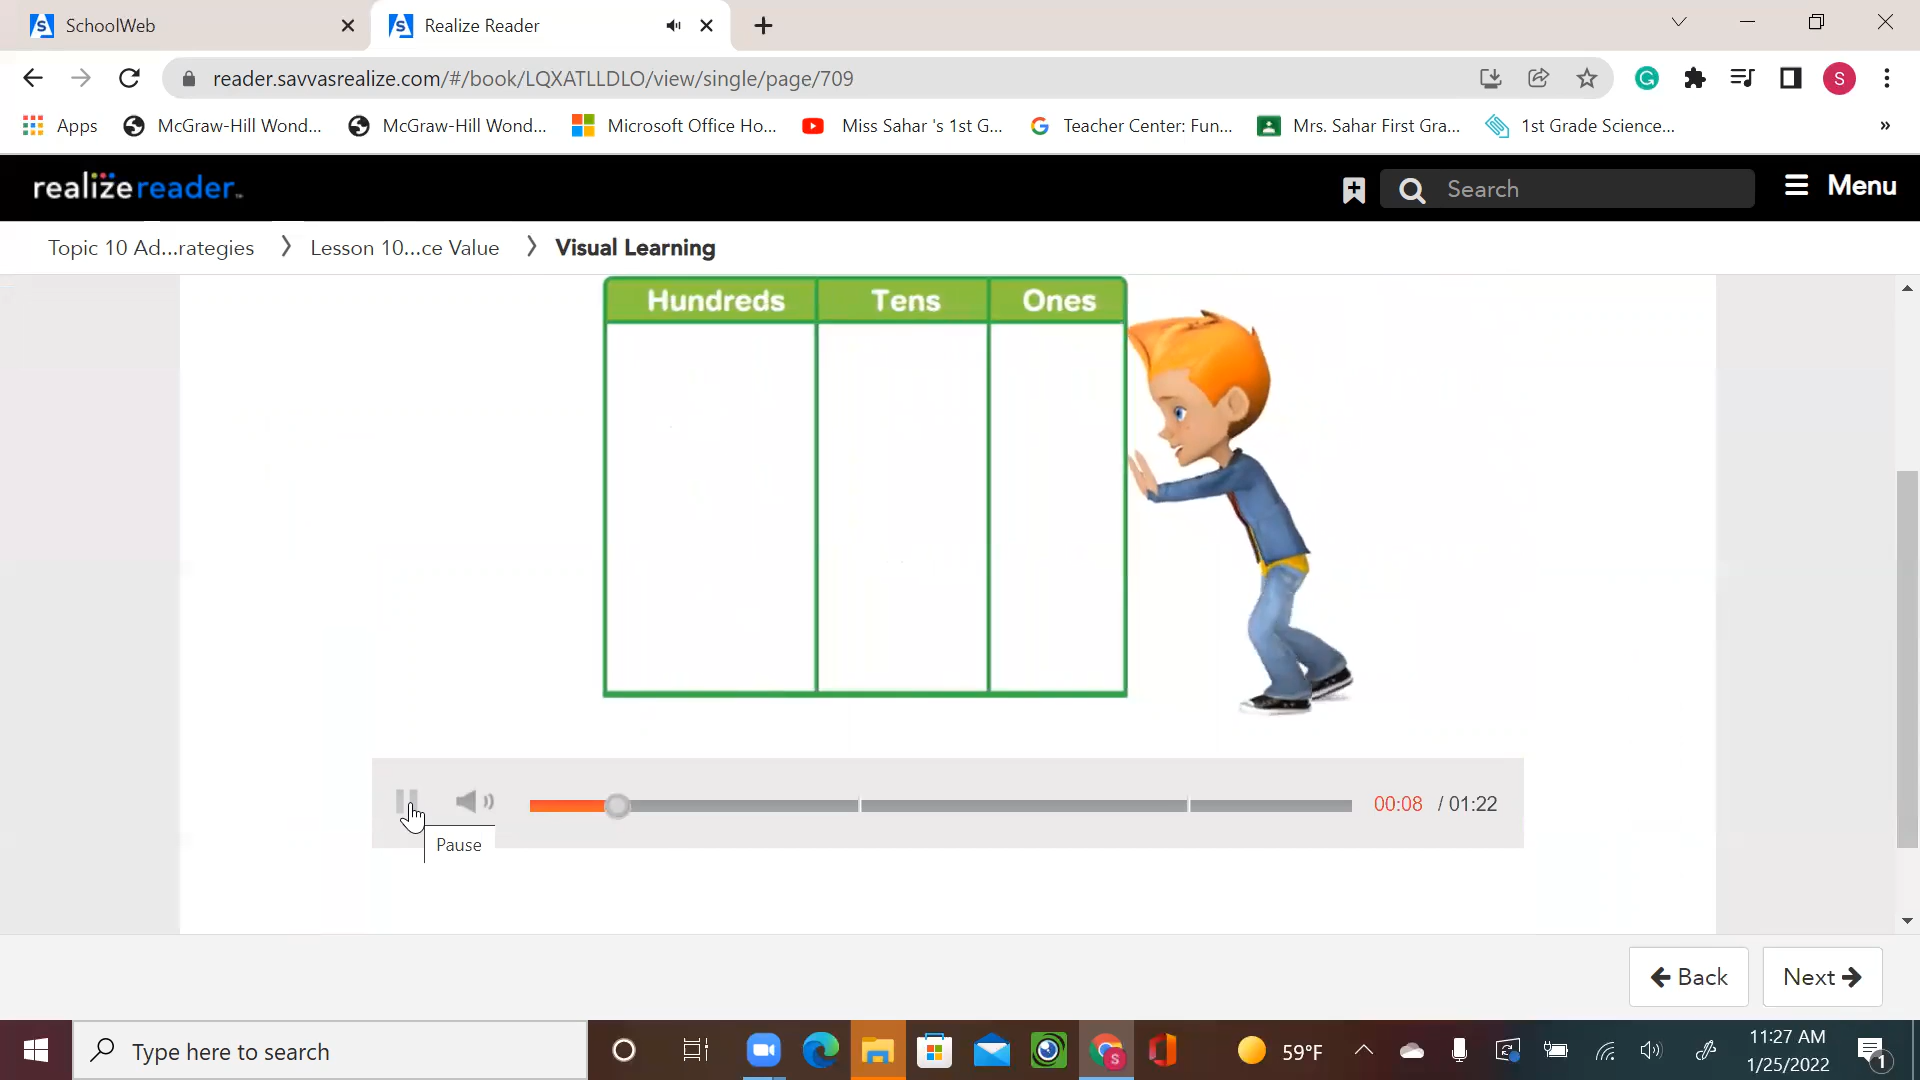 SchoolWeb
Realize Reader
reader.savvasrealize.com/#/book/LQXATLLDLO/view/single/page/709
S
Apps
McGraw-Hill Wond...
McGraw-Hill Wond...
Microsoft Office Ho...
Miss Sahar 's 1st G...
Teacher Center: Fun...
Mrs. Sahar First Gra...
1st Grade Science...
»
realize reader™
Search
Menu
Topic 10 Ad...rategies
Lesson 10...ce Value
Visual Learning
Hundreds Tens Ones
00:08 / 01:22
Pause
Back
Next
Type here to search
59°F
11:27 AM
1/25/2022
1